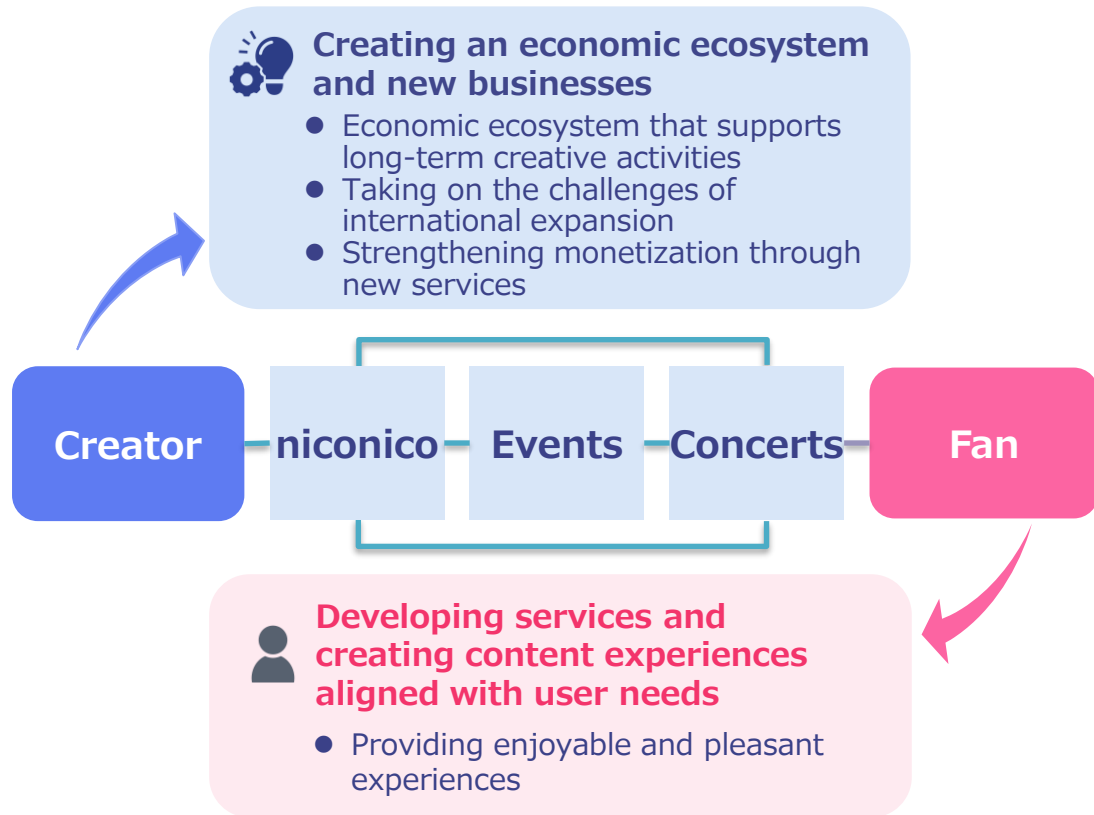 Creating an economic ecosystem
and new businesses
● Economic ecosystem that supports
long-term creative activities
● Taking on the challenges of
international expansion
● Strengthening monetization through
new services
Creator
niconico
Events
Concerts
Fan
Developing services and
creating content experiences
aligned with user needs
● Providing enjoyable and pleasant
experiences